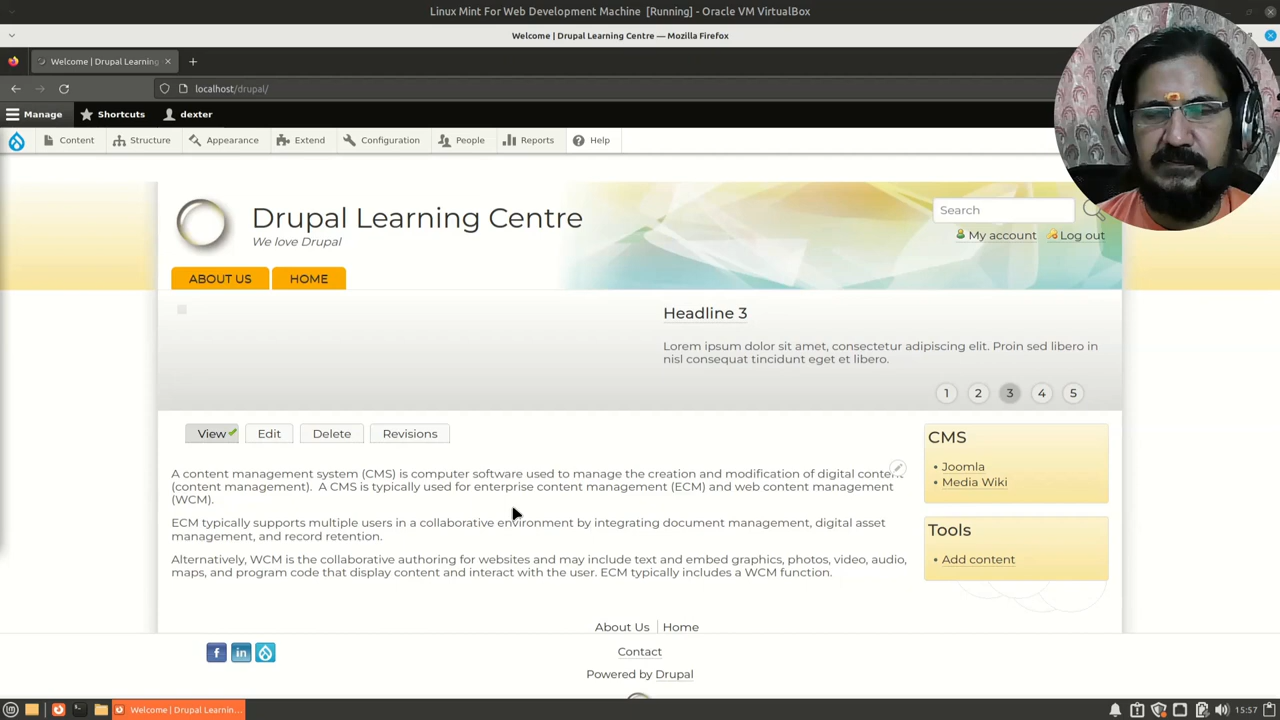 Linux Mint For Web Development Machine [Running] - Oracle VM VirtualBox
Welcome | Drupal Learning Centre — Mozilla Firefox
Welcome | Drupal Learning
localhost/drupal/
Manage Shortcuts dexter
Content Structure Appearance Extend Configuration People Reports Help
Drupal Learning Centre
We love Drupal
Search
My account Log out
ABOUT US HOME
Headline 3
Lorem ipsum dolor sit amet, consectetur adipiscing elit. Proin sed libero in
nisl consequat tincidunt eget et libero.
1 2 3 4 5
View Edit Delete Revisions
A content management system (CMS) is computer software used to manage the creation and modification of digital content
(content management). A CMS is typically used for enterprise content management (ECM) and web content management
(WCM).
ECM typically supports multiple users in a collaborative environment by integrating document management, digital asset
management, and record retention.
Alternatively, WCM is the collaborative authoring for websites and may include text and embed graphics, photos, video, audio,
maps, and program code that display content and interact with the user. ECM typically includes a WCM function.
CMS
Joomla
Media Wiki
Tools
Add content
About Us Home
Contact
Powered by Drupal
Welcome | Drupal Learnin...
15:57